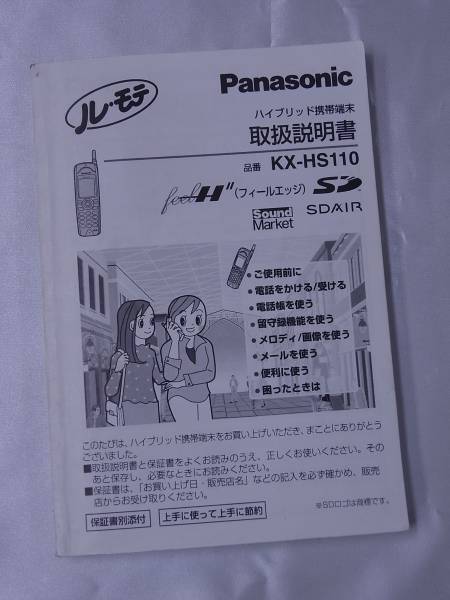 ル・モテ
Panasonic
ハイブリッド携帯端末
取扱説明書
品番 KX-HS110
feel H" (フィールエッジ) SD
Sound Market SDAIR
●ご使用前に
●電話をかける/受ける
●電話帳を使う
●留守録機能を使う
●メロディ/画像を使う
●メールを使う
●便利に使う
●困ったときは
このたびは、ハイブリッド携帯端末をお買い上げいただき、まことにありがとう
ございました。
■取扱説明書と保証書をよくお読みのうえ、正しくお使いください。その
あと保存し、必要なときにお読みください。
■保証書は、「お買い上げ日・販売店名」などの記入を必ず確かめ、販売
店からお受け取りください。
保証書別添付 上手に使って上手に節約
※SDロゴは商標です。